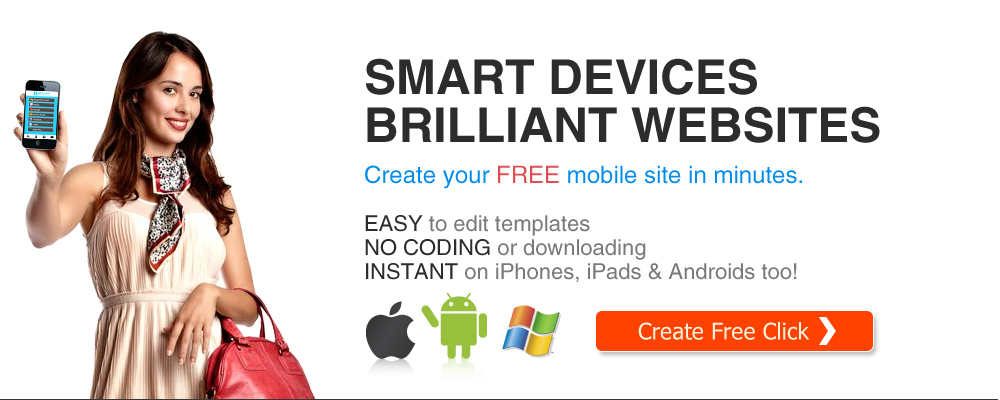 SMART DEVICES
BRILLIANT WEBSITES
Create your FREE mobile site in minutes.
EASY to edit templates
NO CODING or downloading
INSTANT on iPhones, iPads & Androids too!
Create Free Click ❯